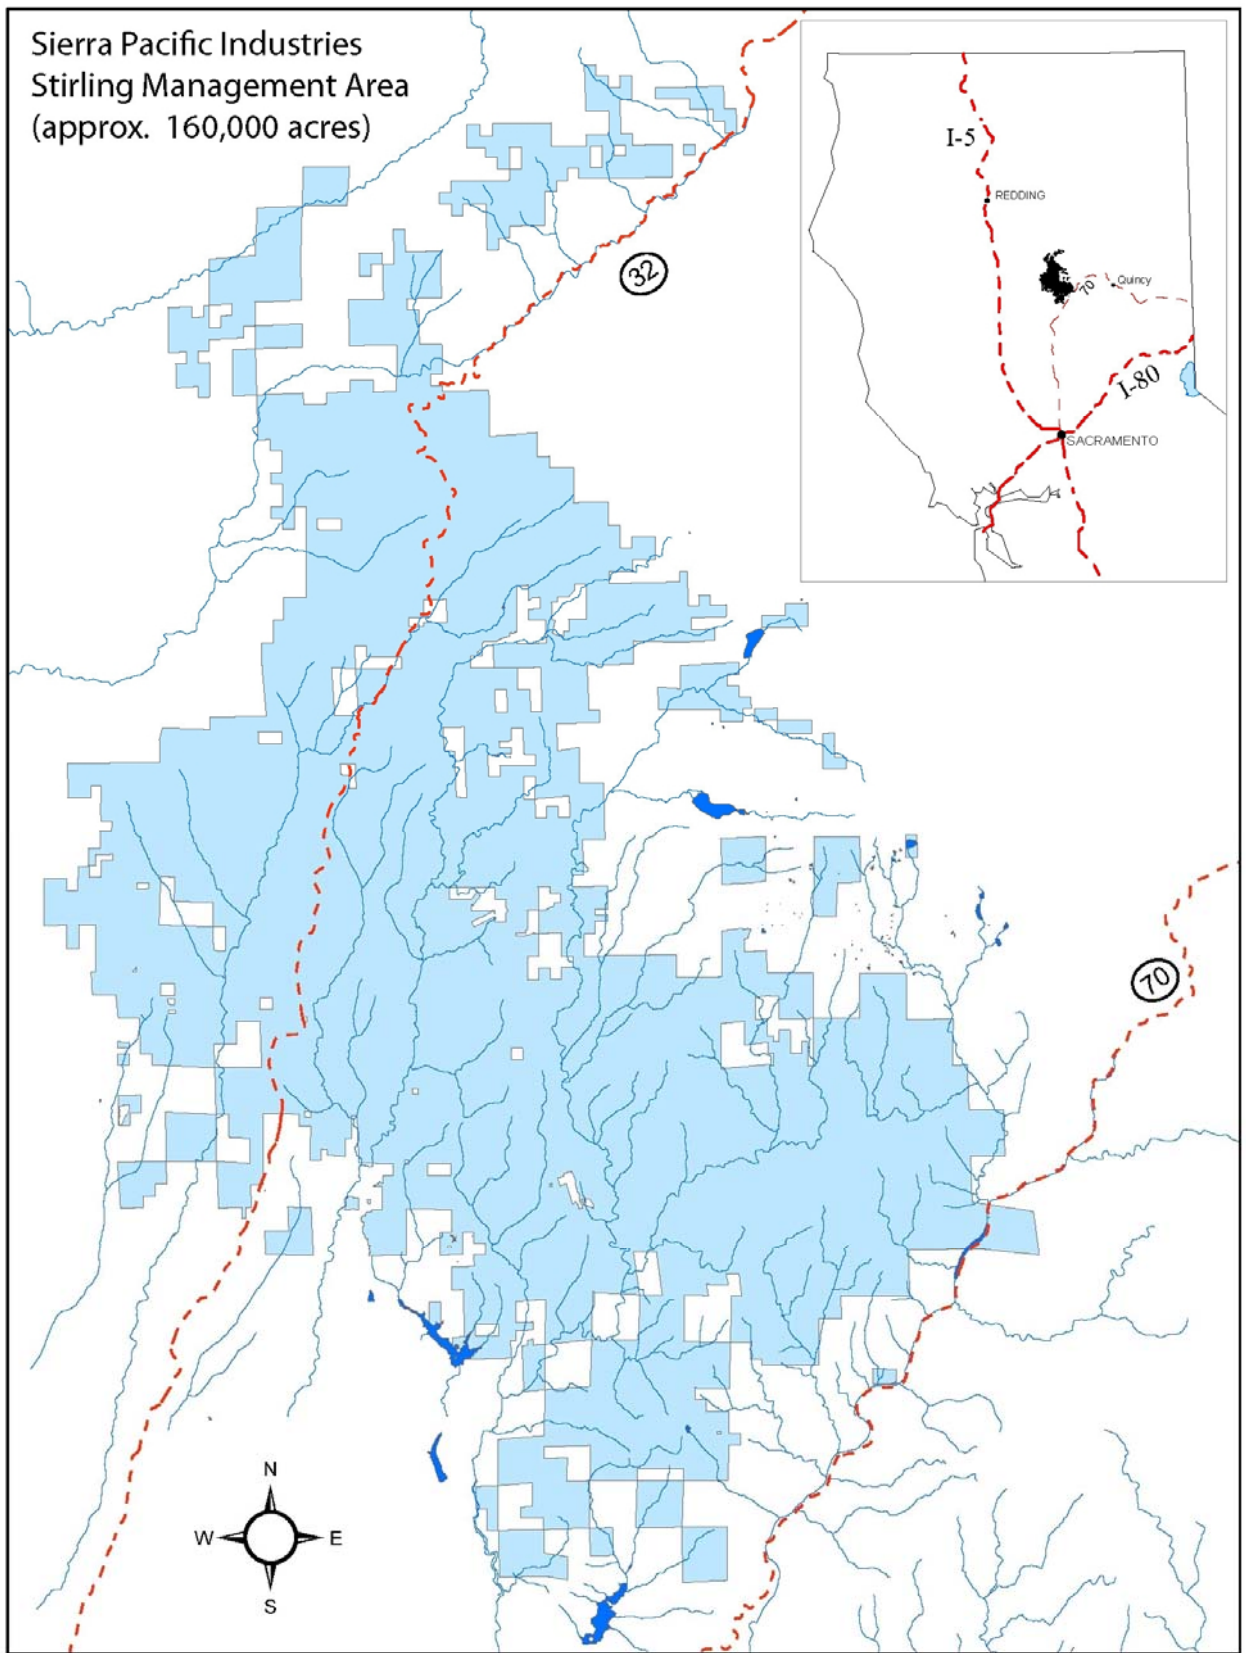 Sierra Pacific Industries
Stirling Management Area
(approx. 160,000 acres)
I-5
REDDING
70
Quincy
I-80
SACRAMENTO
32
70
N
W E
S